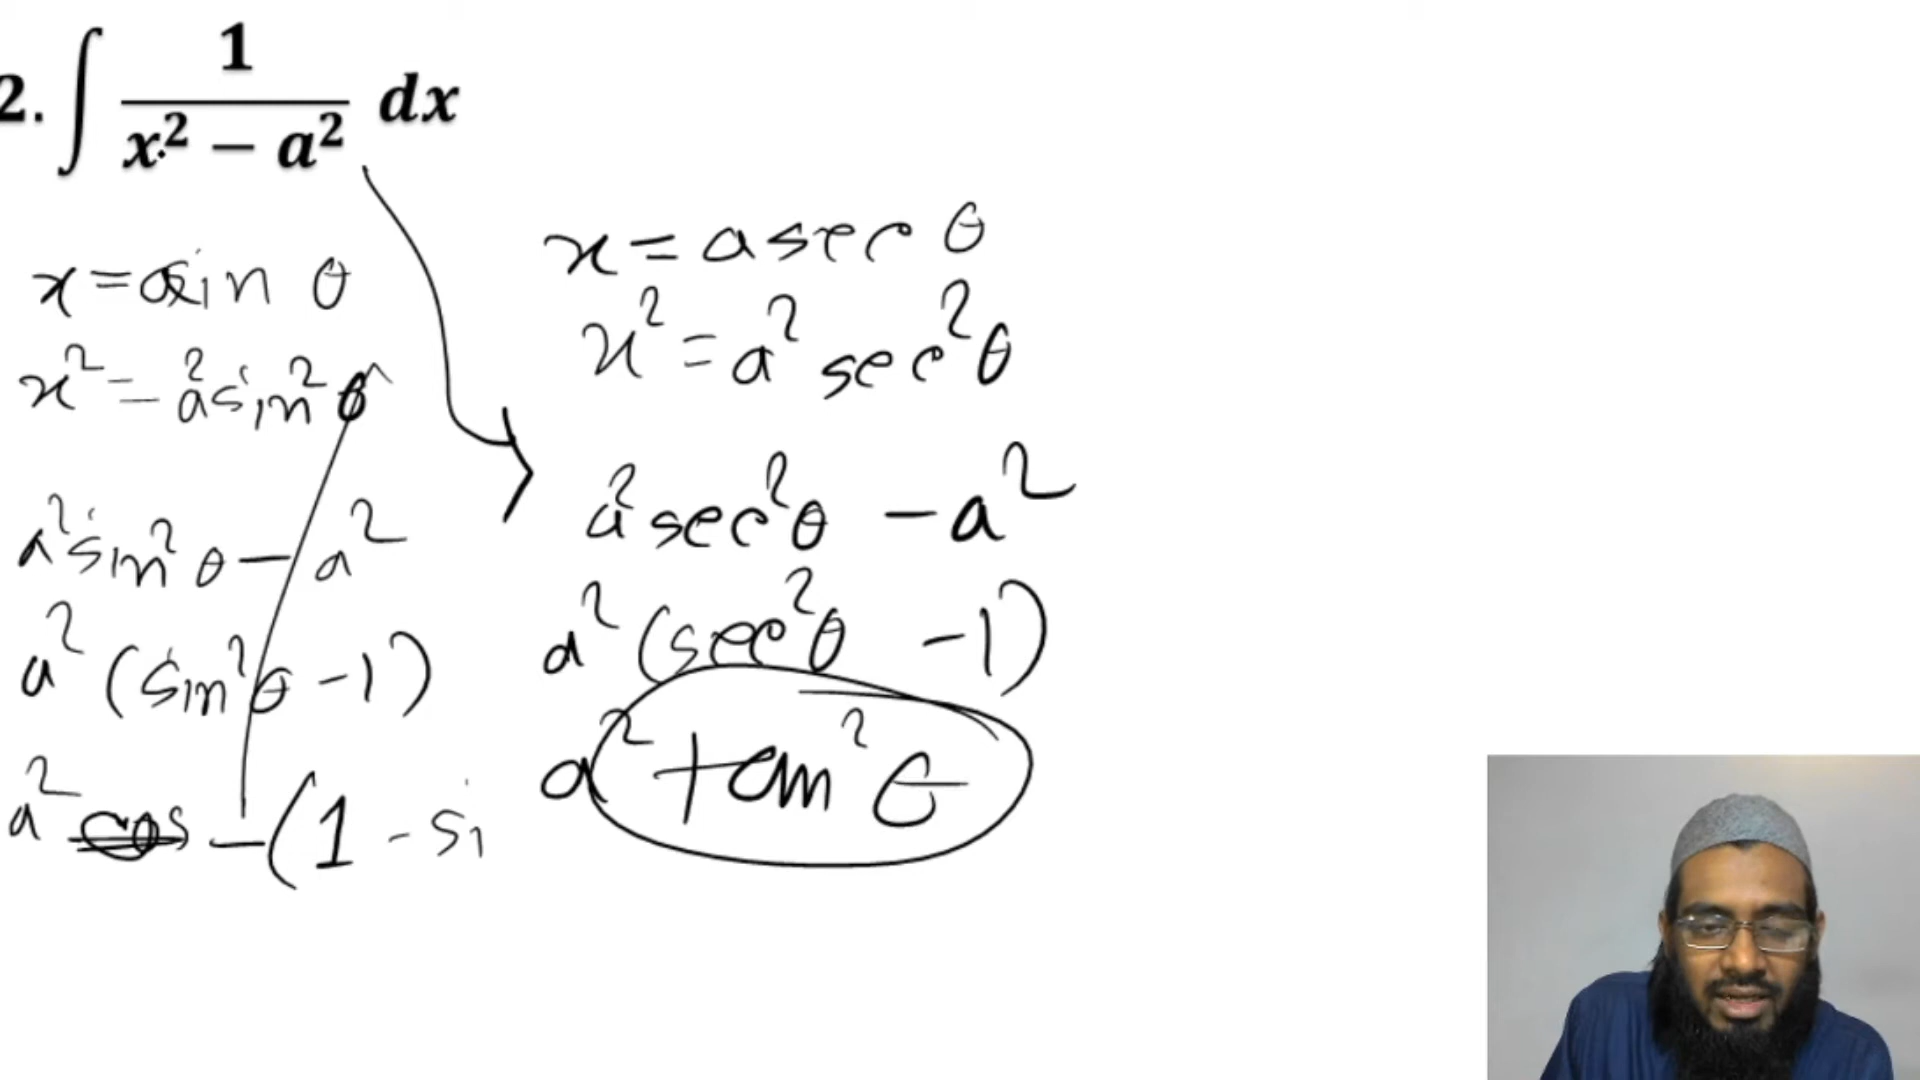 2. ∫ 1/(x² − a²) dx
x = a sin θ
x² = a² sin² θ
a² sin² θ − a²
a² (sin² θ − 1)
a² − (1 − si
x = a sec θ
x² = a² sec² θ
a² sec² θ − a²
a² (sec² θ − 1)
a² tan² θ